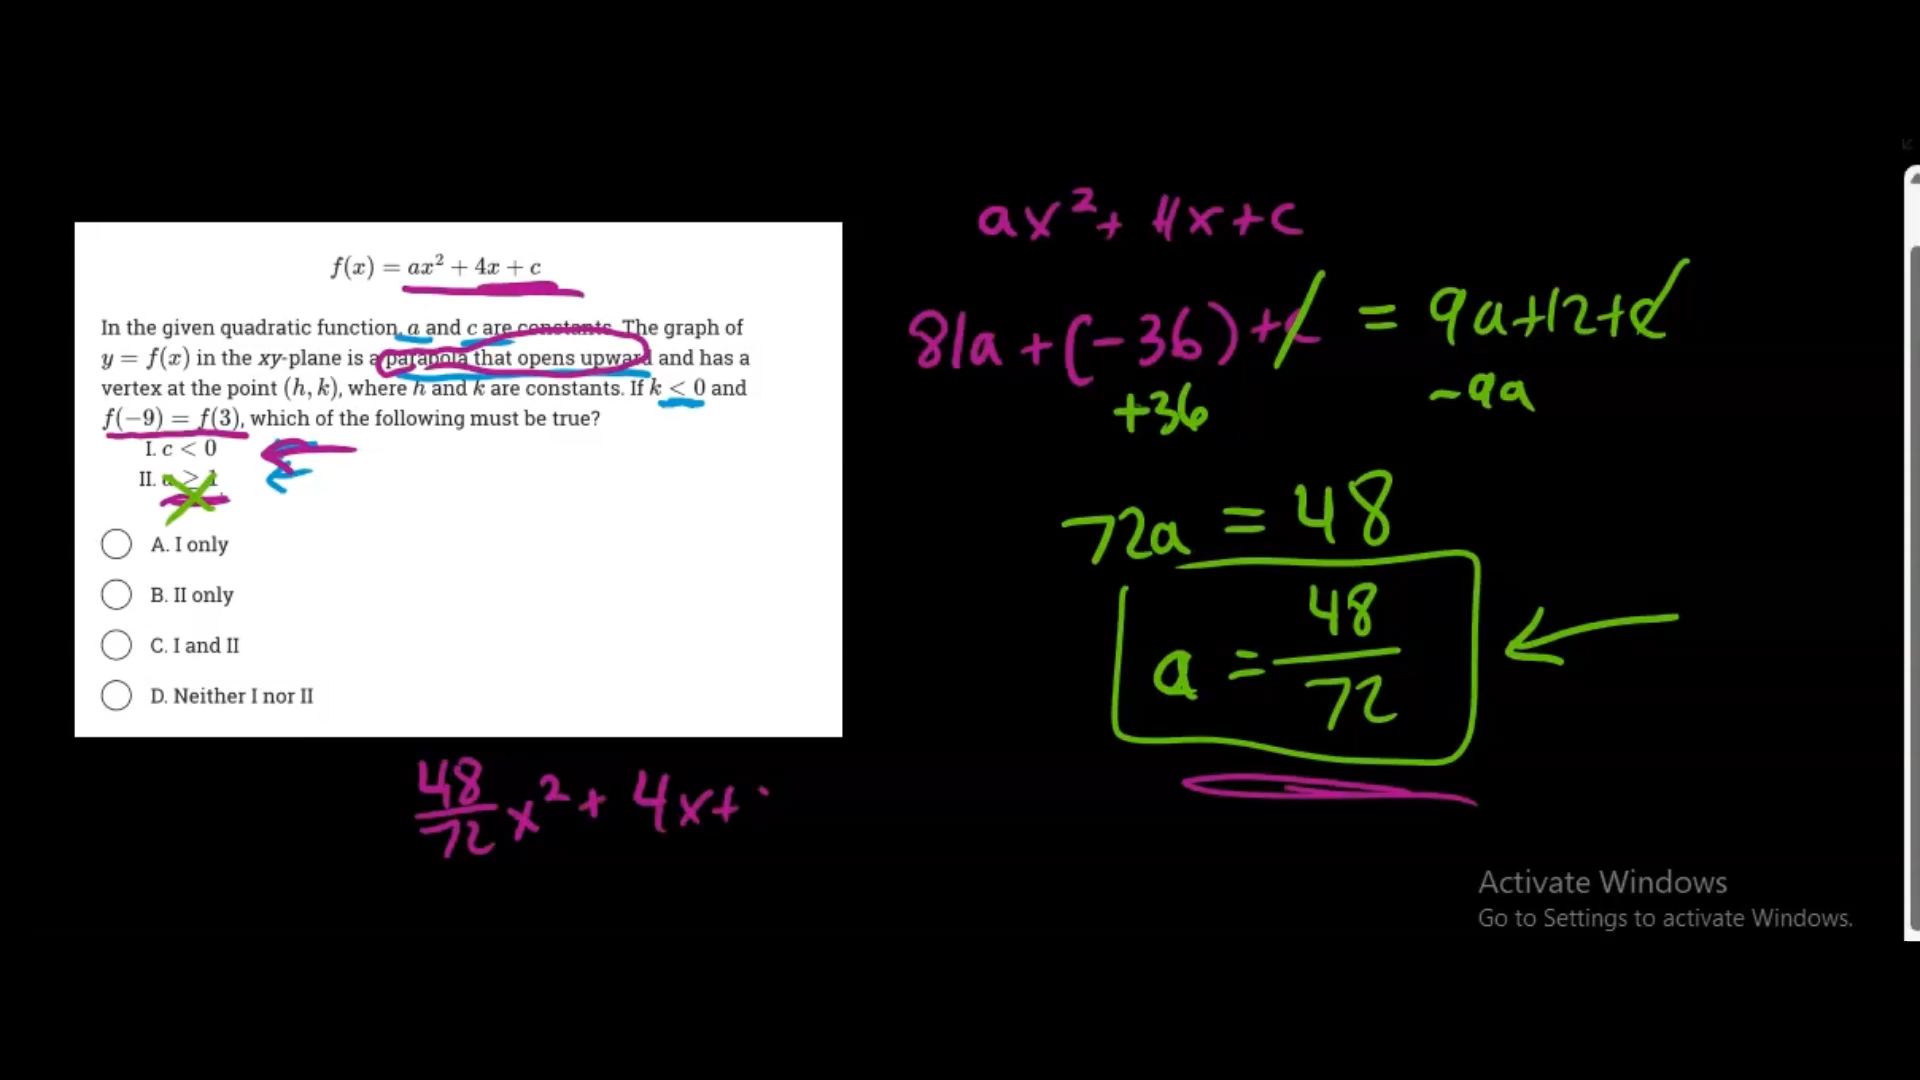 f(x) = ax² + 4x + c
In the given quadratic function, a and c are constants. The graph of
y = f(x) in the xy-plane is a parabola that opens upward and has a
vertex at the point (h, k), where h and k are constants. If k < 0 and
f(−9) = f(3), which of the following must be true?
I. c < 0
II. a ≥ 1
A. I only
B. II only
C. I and II
D. Neither I nor II
48/72 x² + 4x +
ax² + 4x + c
81a + (-36) + c = 9a + 12 + c
+36 -9a
72a = 48
a = 48/72
Activate Windows
Go to Settings to activate Windows.